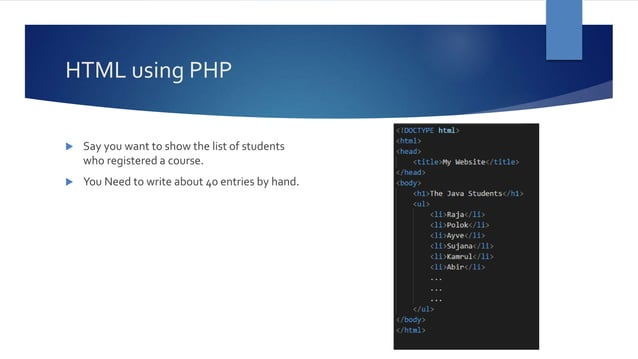 HTML using PHP
Say you want to show the list of students
who registered a course.
You Need to write about 40 entries by hand.
<!DOCTYPE html>
<html>
<head>
    <title>My Website</title>
</head>
<body>
    <h1>The Java Students</h1>
    <ul>
        <li>Raja</li>
        <li>Polok</li>
        <li>Ayve</li>
        <li>Sujana</li>
        <li>Kamrul</li>
        <li>Abir</li>
        ...
        ...
        ...
    </ul>
</body>
</html>